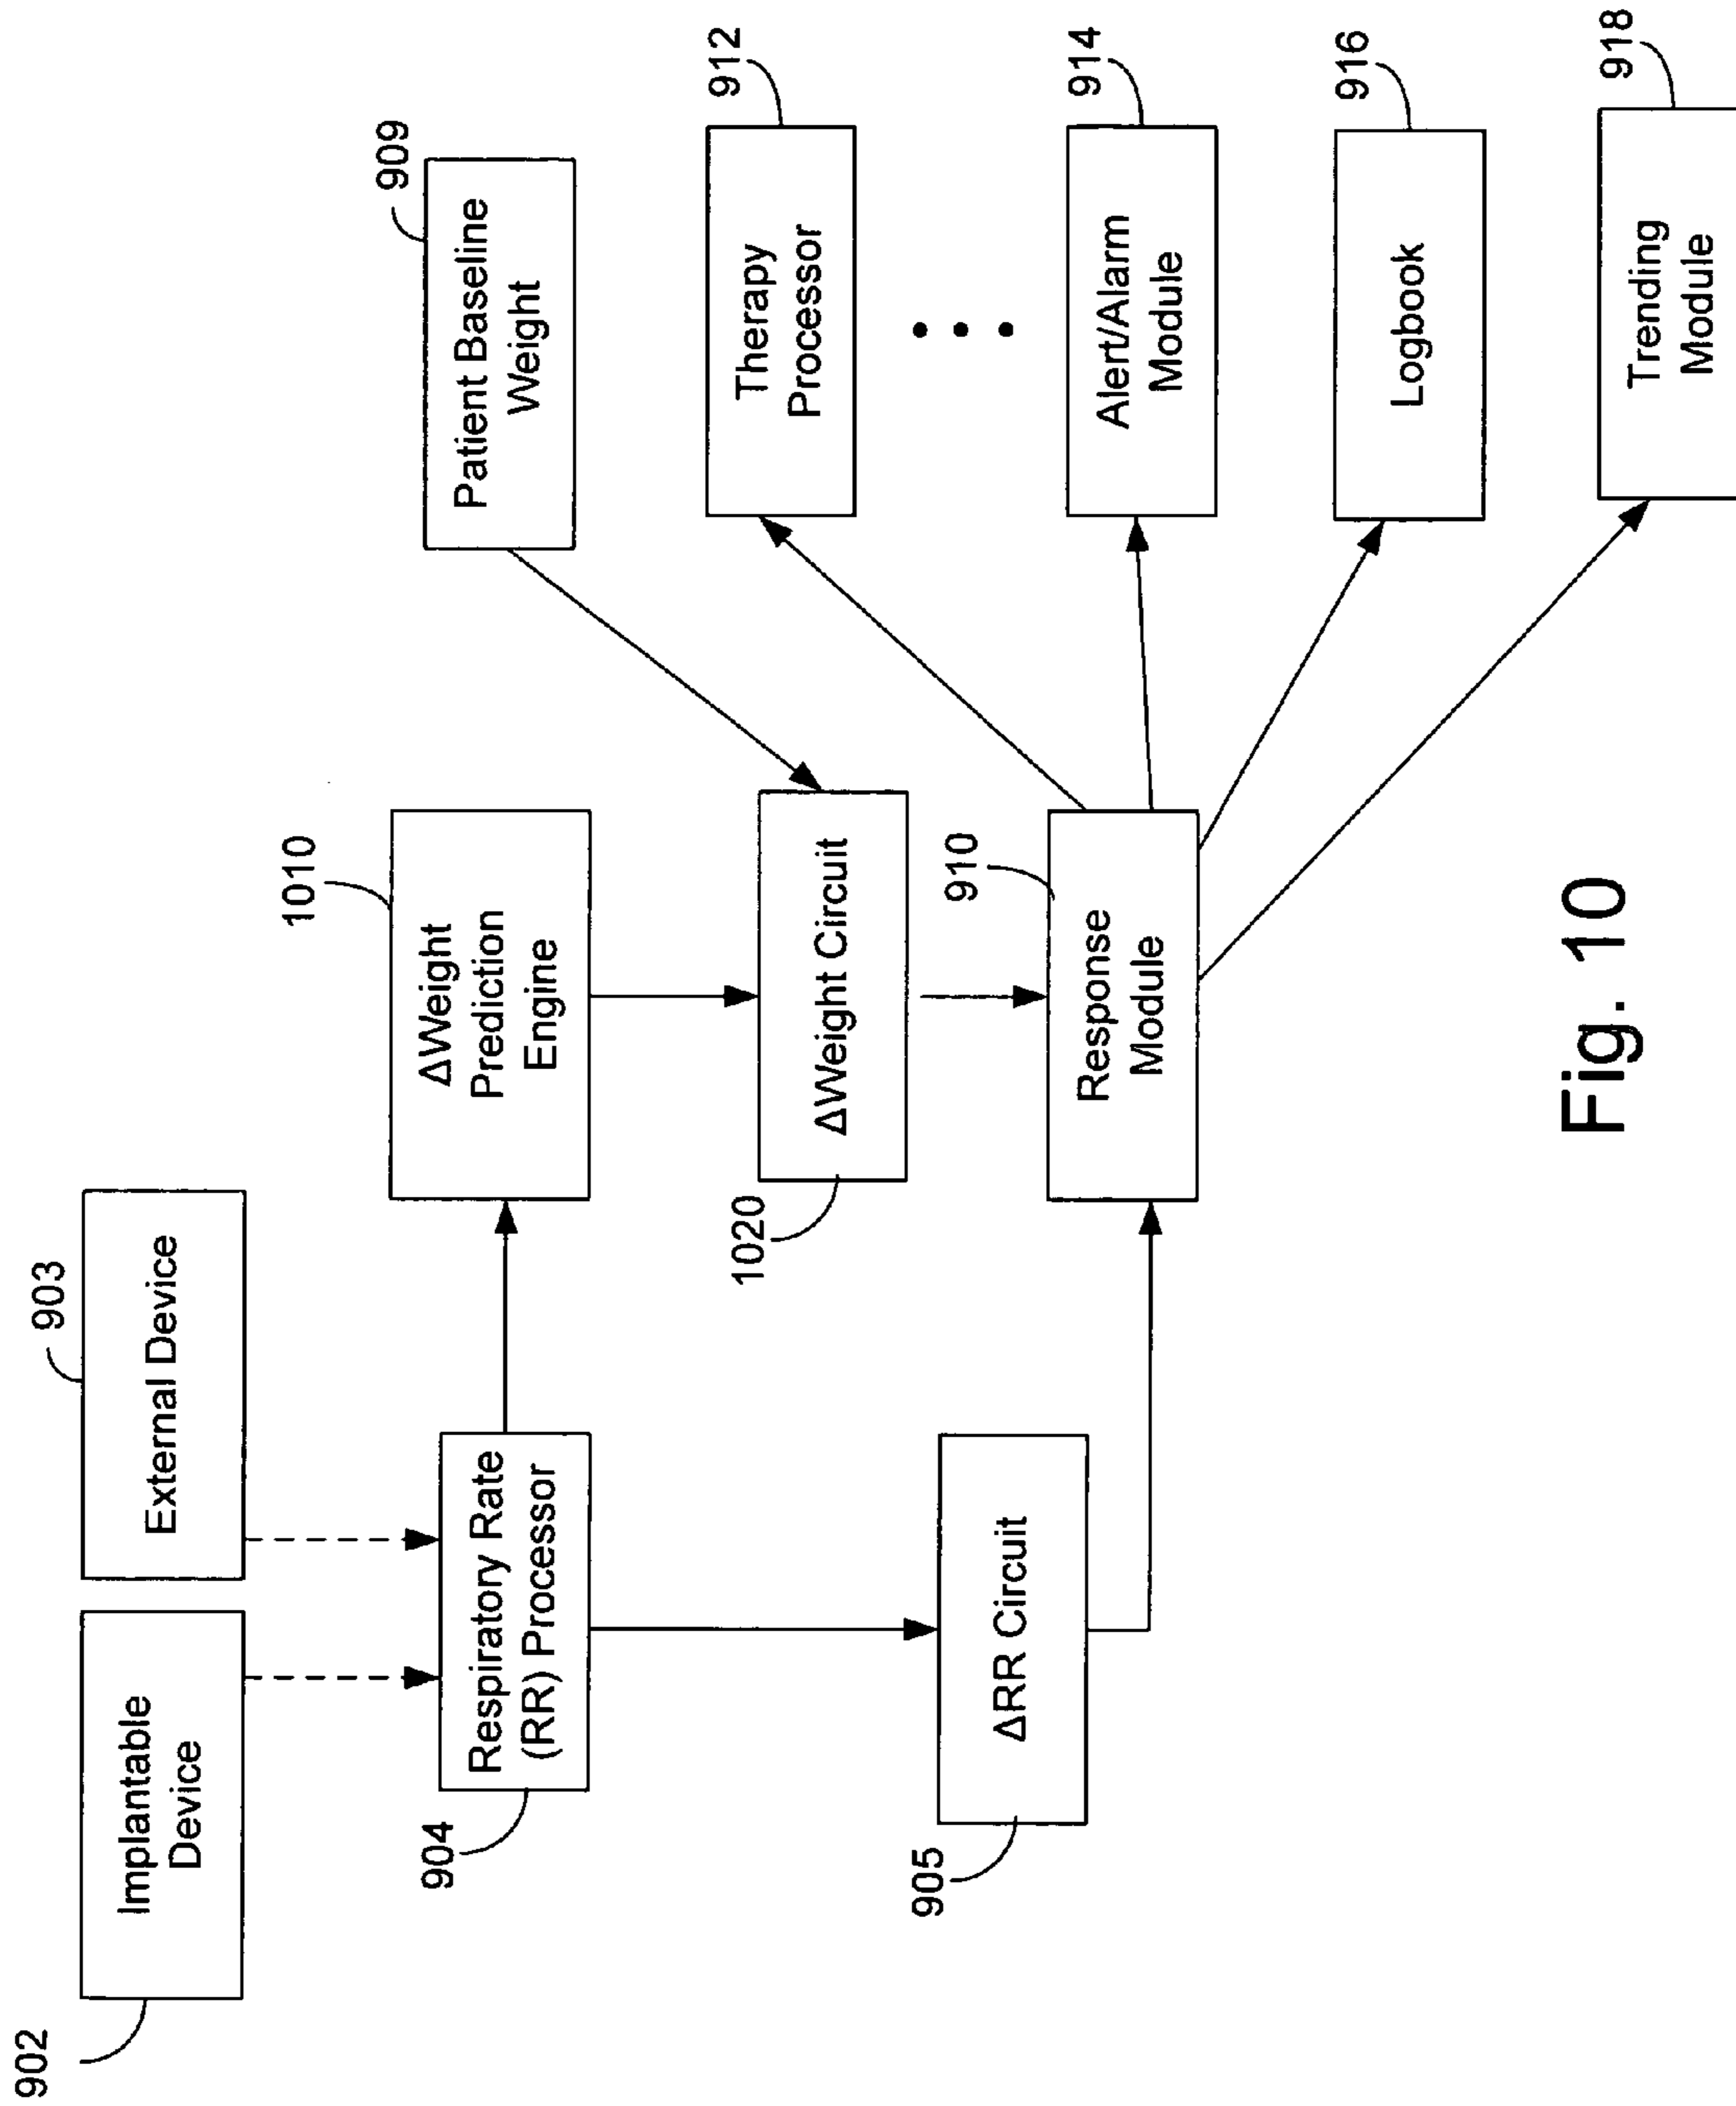 902
Implantable
Device
903
External Device
904
Respiratory Rate
(RR) Processor
1010
ΔWeight
Prediction
Engine
909
Patient Baseline
Weight
1020
ΔWeight Circuit
912
Therapy
Processor
905
ΔRR Circuit
910
Response
Module
914
Alert/Alarm
Module
916
Logbook
918
Trending
Module
Fig. 10